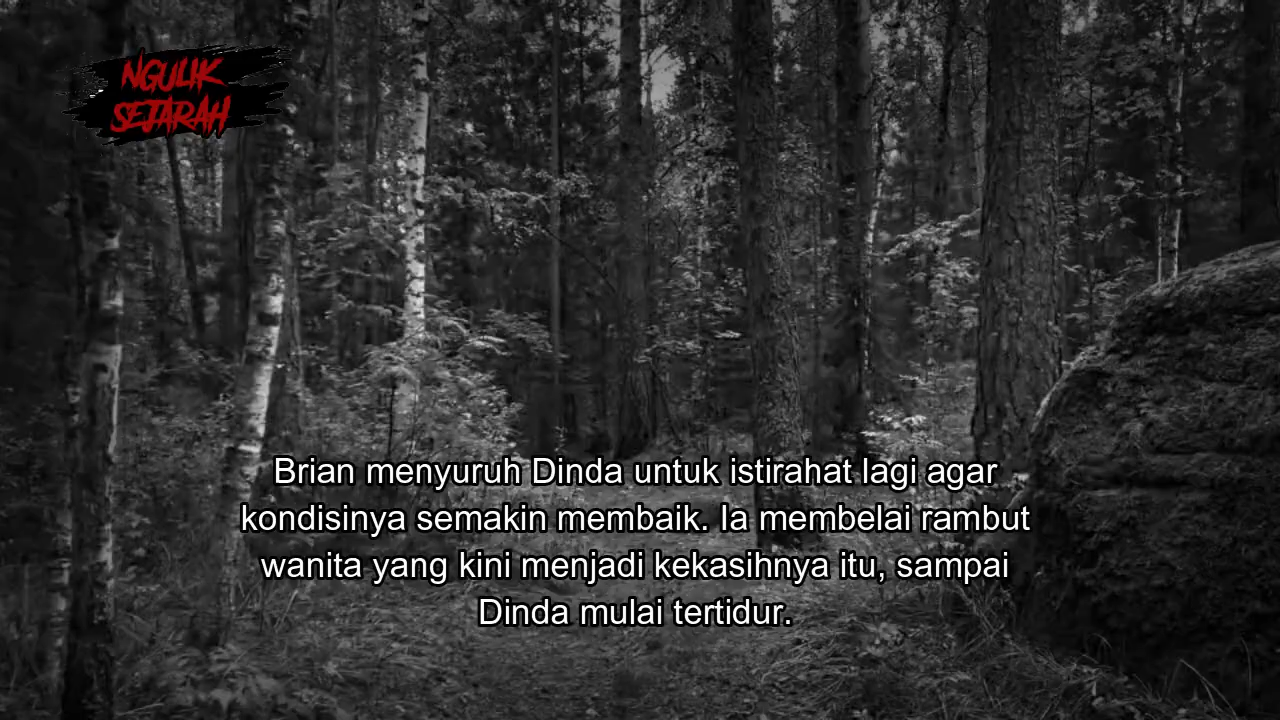 NGULIK
SEJARAH
Brian menyuruh Dinda untuk istirahat lagi agar
kondisinya semakin membaik. Ia membelai rambut
wanita yang kini menjadi kekasihnya itu, sampai
Dinda mulai tertidur.